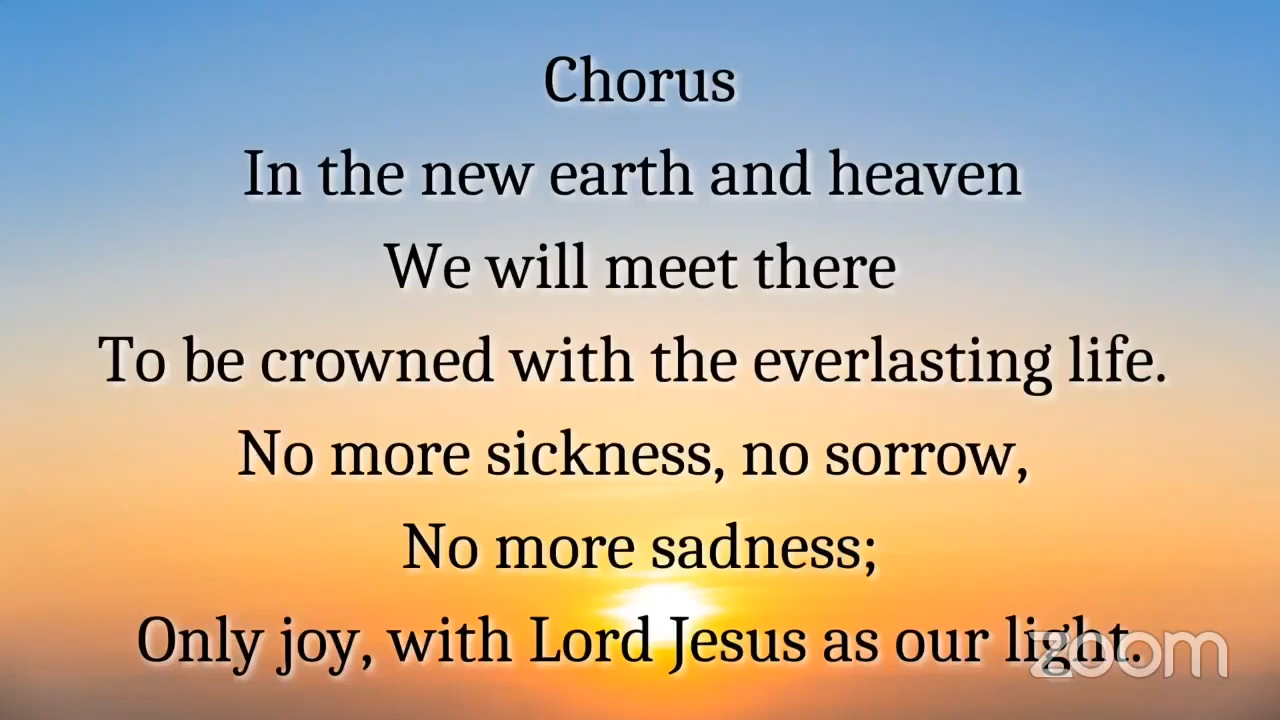 Chorus
In the new earth and heaven
We will meet there
To be crowned with the everlasting life.
No more sickness, no sorrow,
No more sadness;
Only joy, with Lord Jesus as our light.
zoom